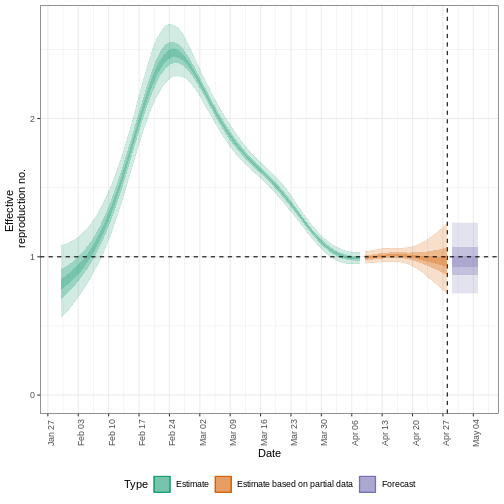 Effective
reproduction no.
2
1
0
Jan 27
Feb 03
Feb 10
Feb 17
Feb 24
Mar 02
Mar 09
Mar 16
Mar 23
Mar 30
Apr 06
Apr 13
Apr 20
Apr 27
May 04
Date
Type Estimate Estimate based on partial data Forecast